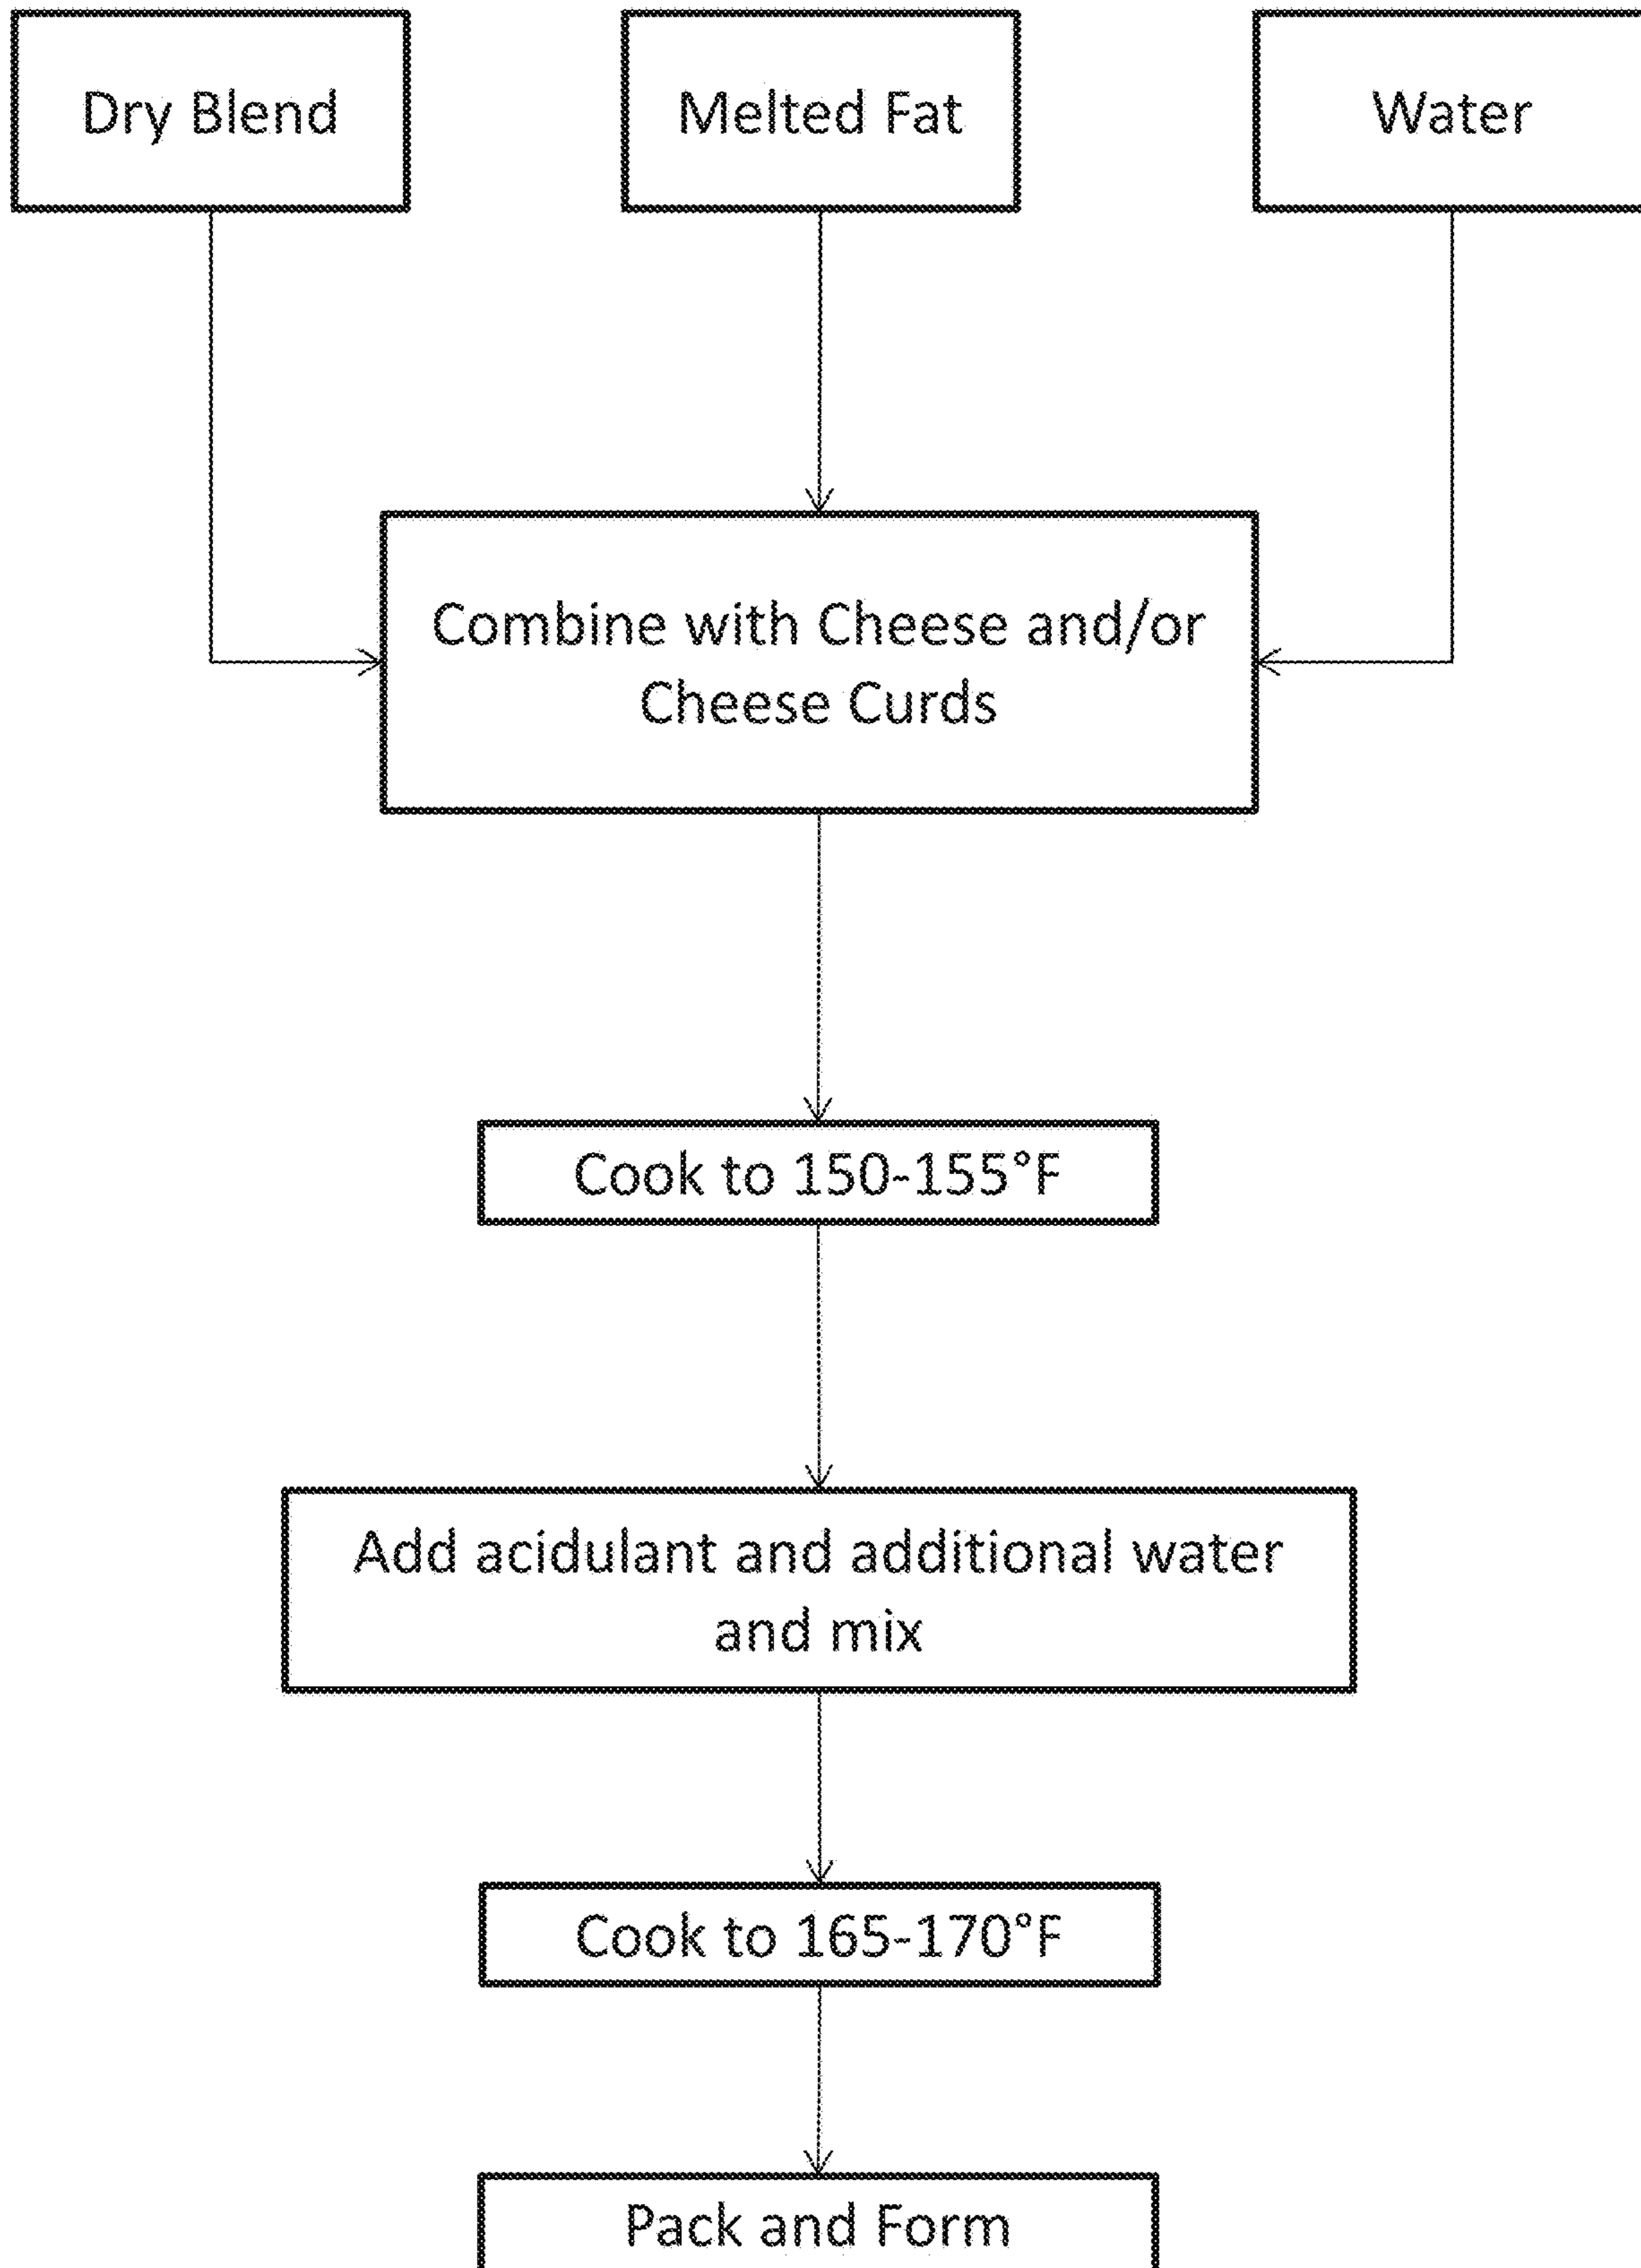 Dry Blend
Melted Fat
Water
Combine with Cheese and/or
Cheese Curds
Cook to 150-155°F
Add acidulant and additional water
and mix
Cook to 165-170°F
Pack and Form